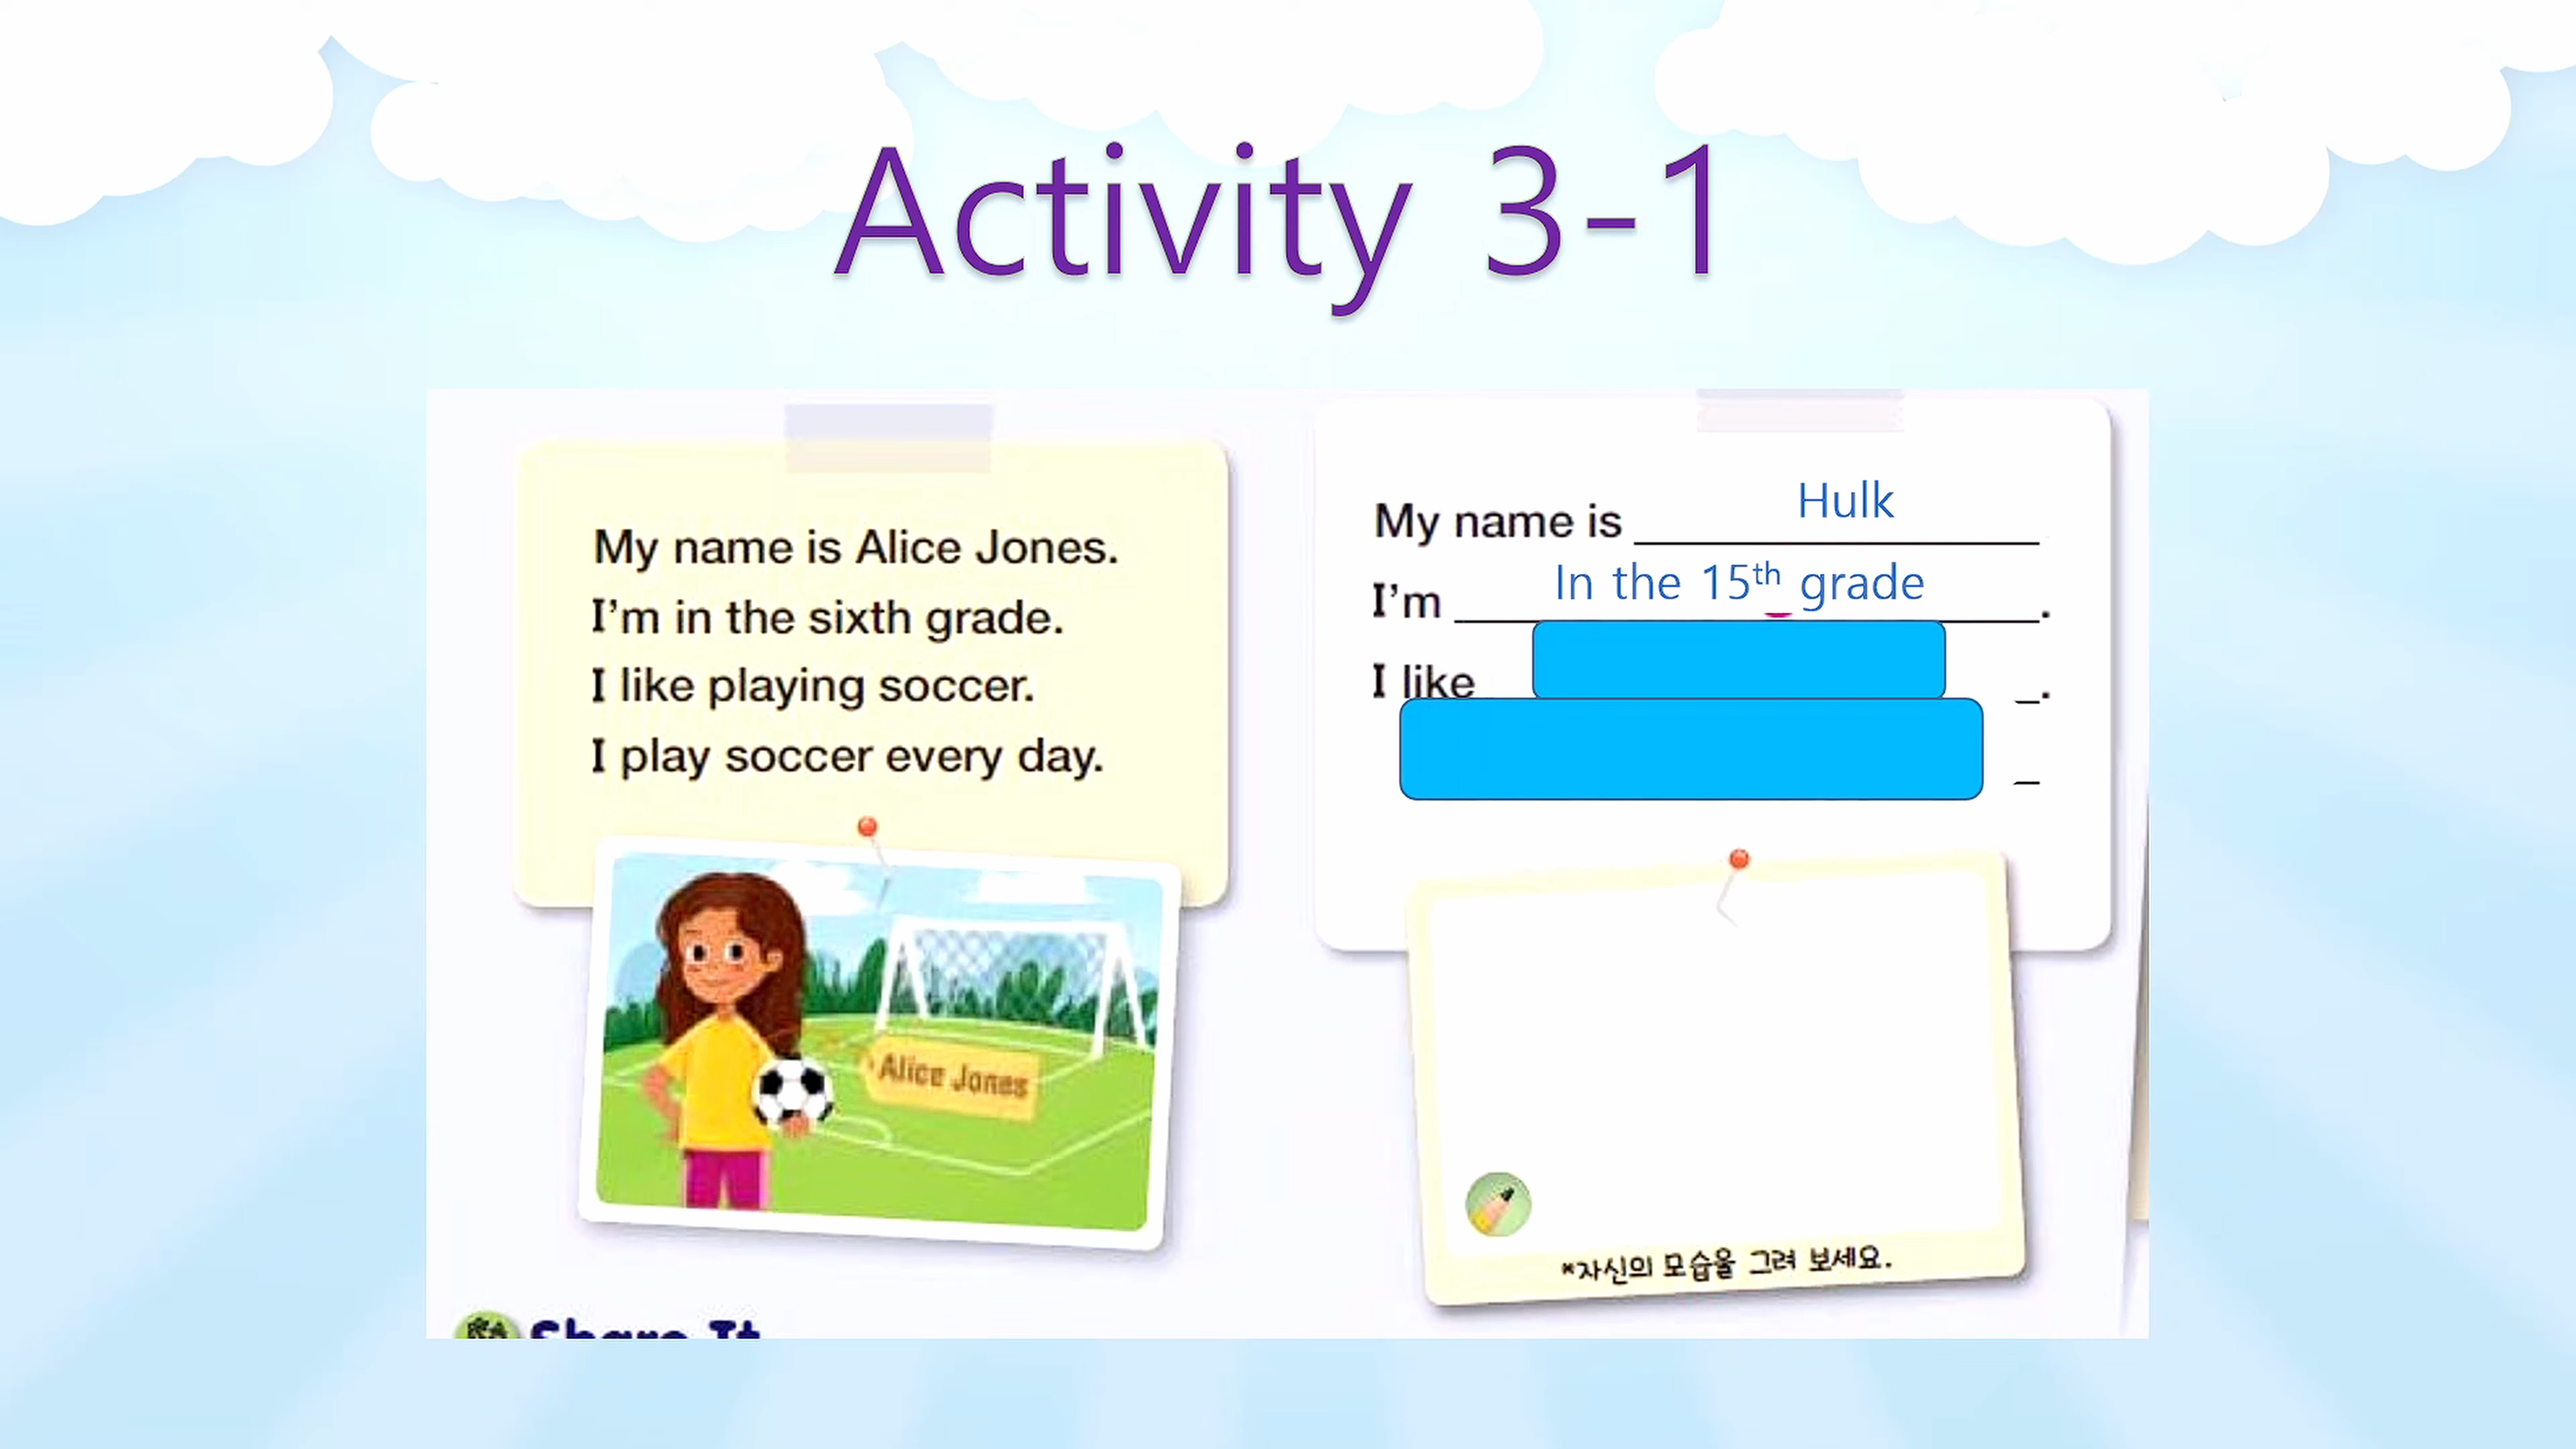 Activity 3-1
My name is Alice Jones.
I'm in the sixth grade.
I like playing soccer.
I play soccer every day.
Alice Jones
My name is Hulk
I'm In the 15th grade.
I like .
*자신의 모습을 그려 보세요.
Share It